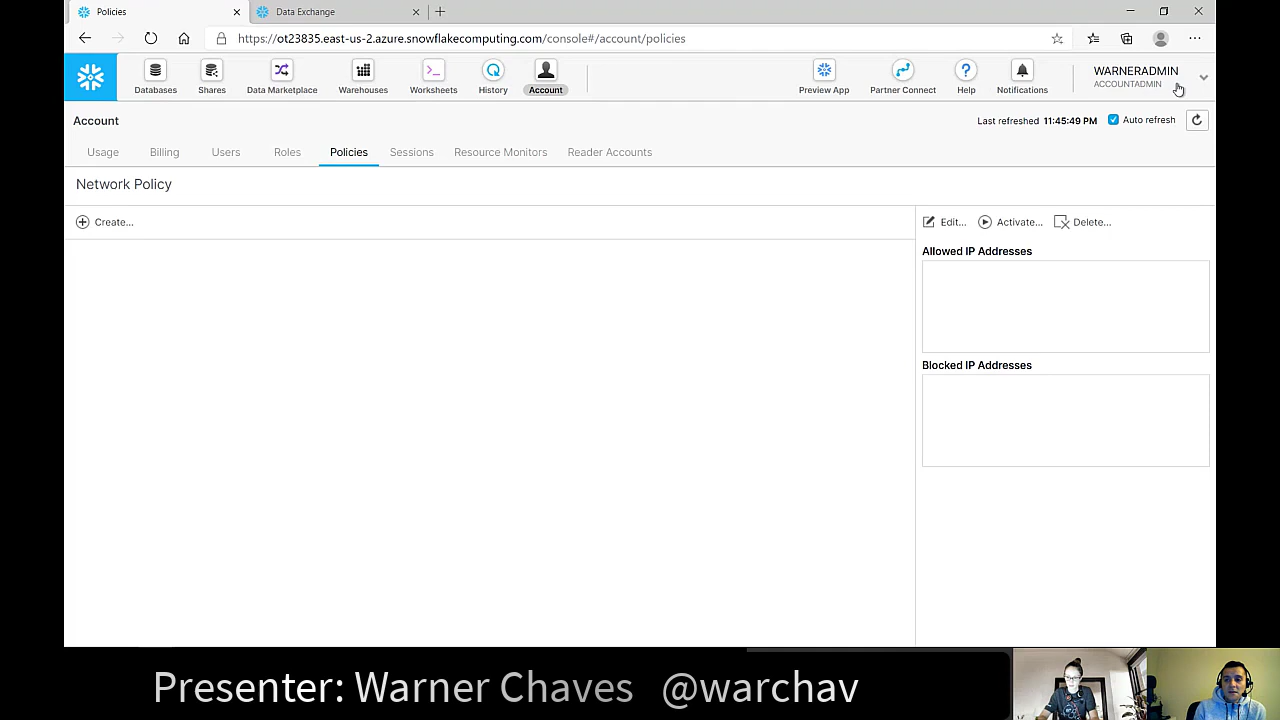 Policies
Data Exchange
https://ot23835.east-us-2.azure.snowflakecomputing.com/console#/account/policies
Databases
Shares
Data Marketplace
Warehouses
Worksheets
History
Account
Preview App
Partner Connect
Help
Notifications
WARNERADMIN
ACCOUNTADMIN
Account
Last refreshed 11:45:49 PM
Auto refresh
Usage
Billing
Users
Roles
Policies
Sessions
Resource Monitors
Reader Accounts
Network Policy
Create...
Edit...
Activate...
Delete...
Allowed IP Addresses
Blocked IP Addresses
Presenter: Warner Chaves @warchav